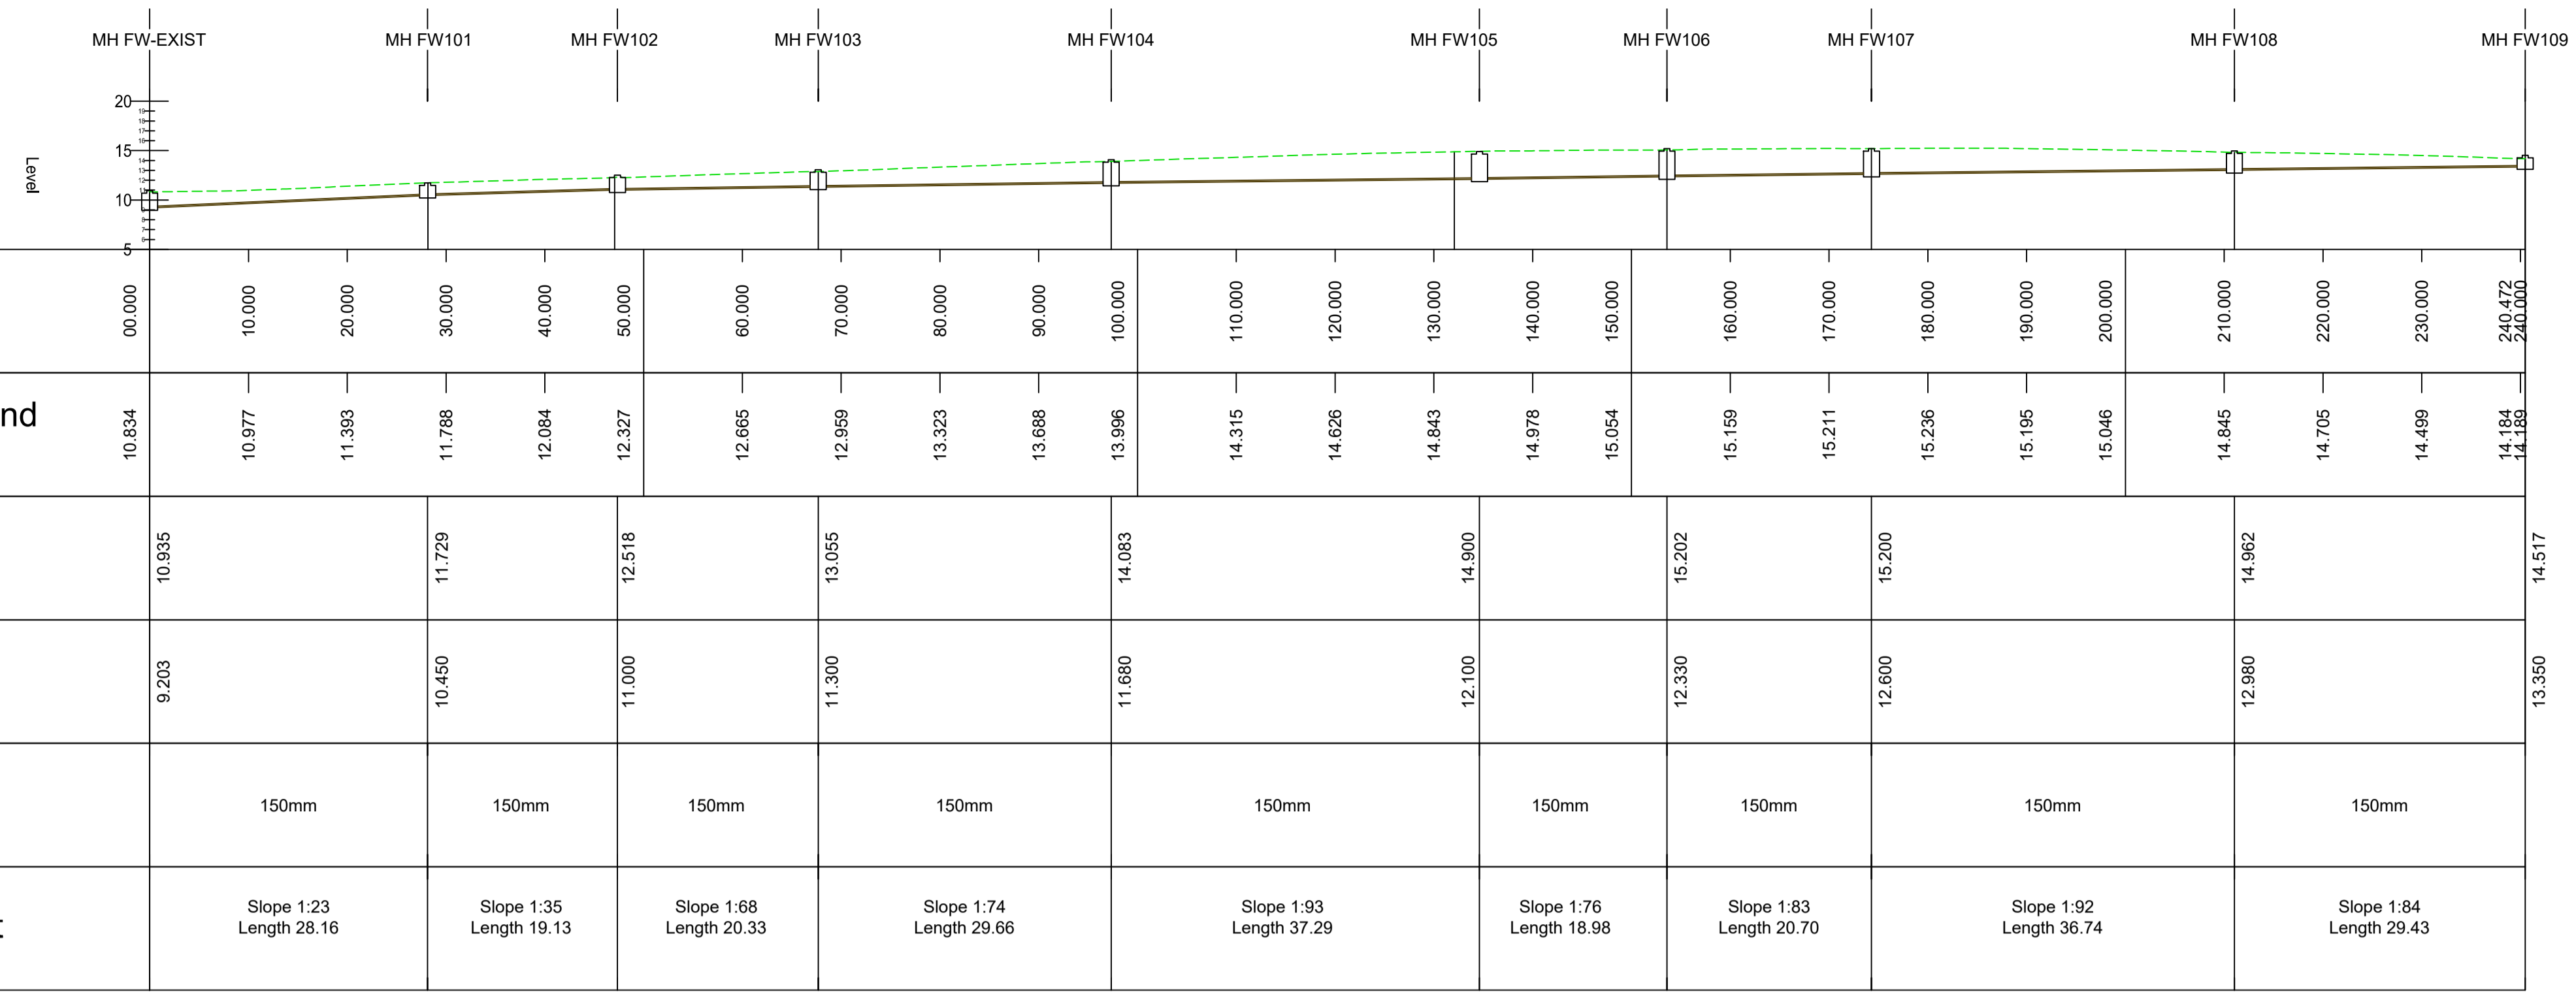 MH FW-EXIST
MH FW101
MH FW102
MH FW103
MH FW104
MH FW105
MH FW106
MH FW107
MH FW108
MH FW109
Level
20
19
18
17
16
15
14
13
12
11
10
9
8
7
6
5
00.000
10.000
20.000
30.000
40.000
50.000
60.000
70.000
80.000
90.000
100.000
110.000
120.000
130.000
140.000
150.000
160.000
170.000
180.000
190.000
200.000
210.000
220.000
230.000
240.472
240.000
nd
10.834
10.977
11.393
11.788
12.084
12.327
12.665
12.959
13.323
13.688
13.996
14.315
14.626
14.843
14.978
15.054
15.159
15.211
15.236
15.195
15.046
14.845
14.705
14.499
14.184
14.189
10.935
11.729
12.518
13.055
14.083
14.900
15.202
15.200
14.962
14.517
9.203
10.450
11.000
11.300
11.680
12.100
12.330
12.600
12.980
13.350
150mm
150mm
150mm
150mm
150mm
150mm
150mm
150mm
150mm
Slope 1:23
Length 28.16
Slope 1:35
Length 19.13
Slope 1:68
Length 20.33
Slope 1:74
Length 29.66
Slope 1:93
Length 37.29
Slope 1:76
Length 18.98
Slope 1:83
Length 20.70
Slope 1:92
Length 36.74
Slope 1:84
Length 29.43